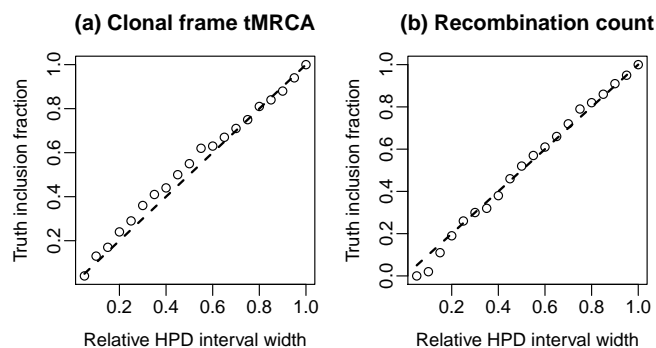 (a) Clonal frame tMRCA
Truth inclusion fraction
1.0
0.8
0.6
0.4
0.2
0.2 0.4 0.6 0.8 1.0
Relative HPD interval width
(b) Recombination count
Truth inclusion fraction
1.0
0.8
0.6
0.4
0.2
0.0
0.2 0.4 0.6 0.8 1.0
Relative HPD interval width